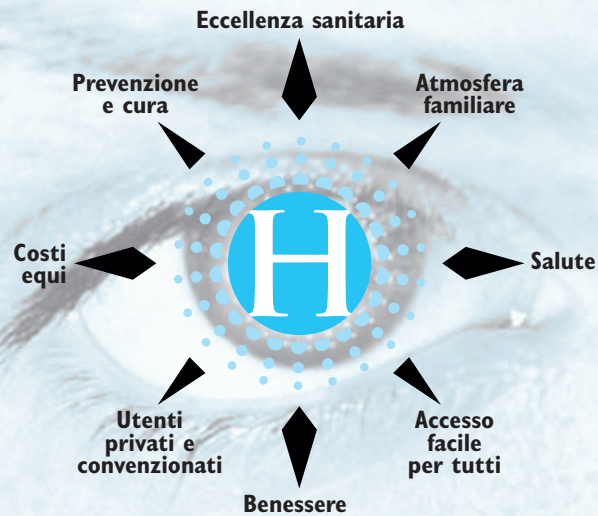 Eccellenza sanitaria
Prevenzione
e cura
Atmosfera
familiare
Costi
equi
H
Salute
Utenti
privati e
convenzionati
Accesso
facile
per tutti
Benessere